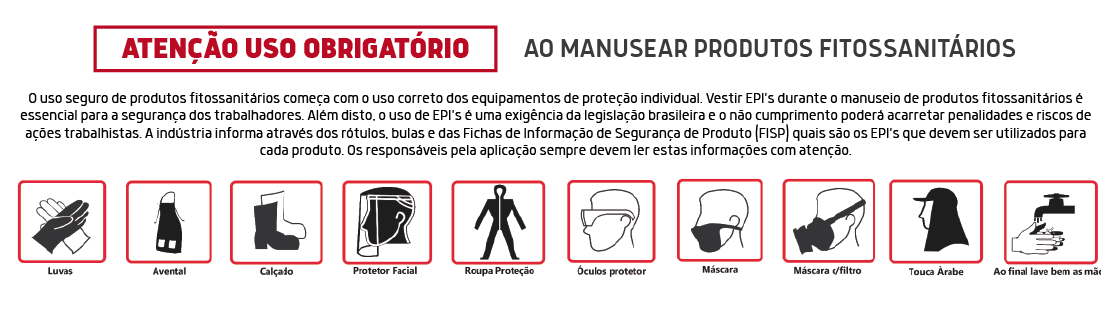 ATENÇÃO USO OBRIGATÓRIO
AO MANUSEAR PRODUTOS FITOSSANITÁRIOS
O uso seguro de produtos fitossanitários começa com o uso correto dos equipamentos de proteção individual. Vestir EPI's durante o manuseio de produtos fitossanitários é
essencial para a segurança dos trabalhadores. Além disto, o uso de EPI's é uma exigência da legislação brasileira e o não cumprimento poderá acarretar penalidades e riscos de
ações trabalhistas. A indústria informa através dos rótulos, bulas e das Fichas de Informação de Segurança de Produto (FISP) quais são os EPI's que devem ser utilizados para
cada produto. Os responsáveis pela aplicação sempre devem ler estas informações com atenção.
Luvas
Avental
Calçado
Protetor Facial
Roupa Proteção
Óculos protetor
Máscara
Máscara c/filtro
Touca Àrabe
Ao final lave bem as mão